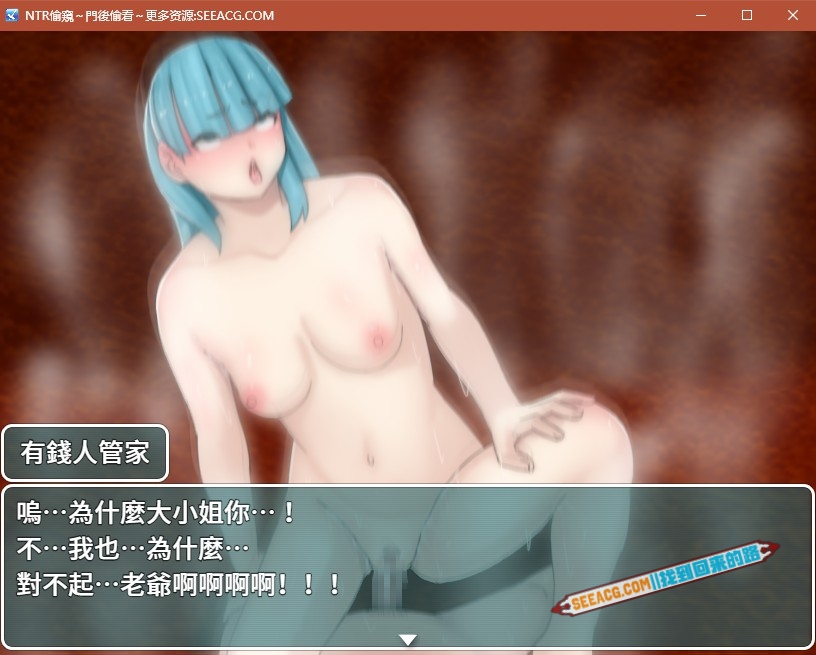 NTR偷窺～門後偷看～更多资源:SEEACG.COM
有錢人管家
嗚…為什麼大小姐你…！
不…我也…為什麼…
對不起…老爺啊啊啊啊！！！
SEEACG.COM||找到回来的路